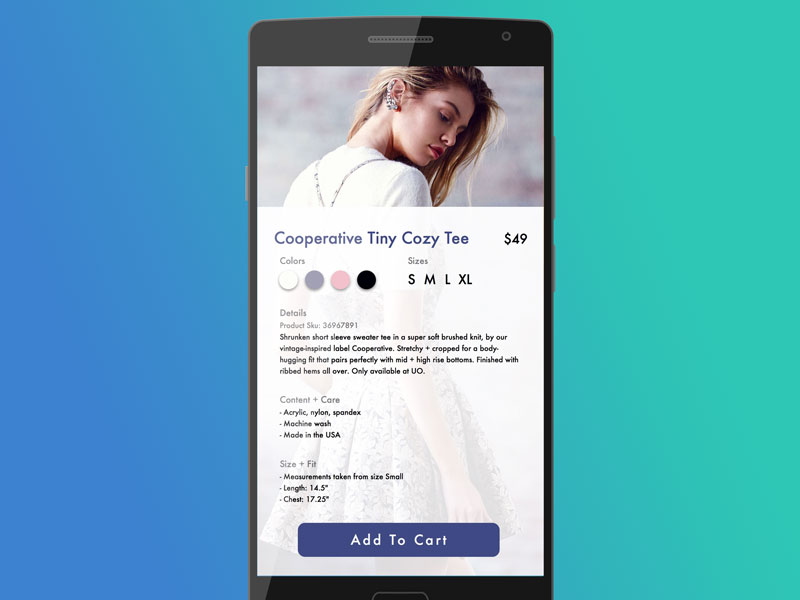 Cooperative Tiny Cozy Tee $49
Colors Sizes
S M L XL
Details
Product Sku: 36967891
Shrunken short sleeve sweater tee in a super soft brushed knit, by our
vintage-inspired label Cooperative. Stretchy + cropped for a body-
hugging fit that pairs perfectly with mid + high rise bottoms. Finished with
ribbed hems all over. Only available at UO.
Content + Care
- Acrylic, nylon, spandex
- Machine wash
- Made in the USA
Size + Fit
- Measurements taken from size Small
- Length: 14.5"
- Chest: 17.25"
Add To Cart